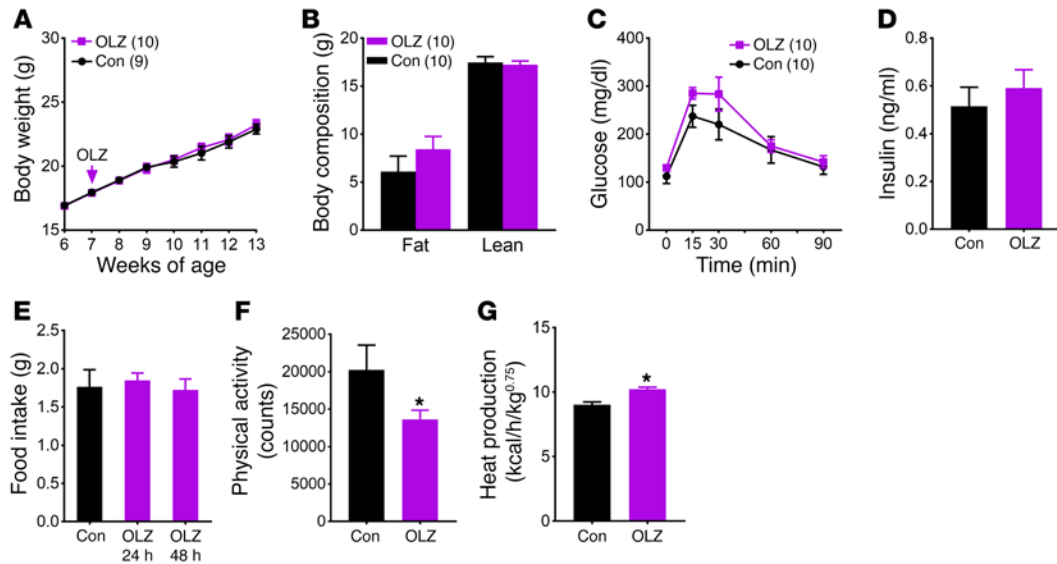 A
Body weight (g)
30
25
20
15
OLZ (10)
Con (9)
OLZ
6 7 8 9 10 11 12 13
Weeks of age
B
Body composition (g)
20
15
10
5
0
OLZ (10)
Con (10)
Fat Lean
C
Glucose (mg/dl)
400
300
200
100
0
OLZ (10)
Con (10)
0 15 30 60 90
Time (min)
D
Insulin (ng/ml)
0.9
0.6
0.3
0.0
Con OLZ
E
Food intake (g)
2.5
2.0
1.5
1.0
0.5
0.0
Con OLZ OLZ
24 h 48 h
F
Physical activity
(counts)
25000
20000
15000
10000
5000
0
*
Con OLZ
G
Heat production
(kcal/h/kg0.75)
15
10
5
0
*
Con OLZ